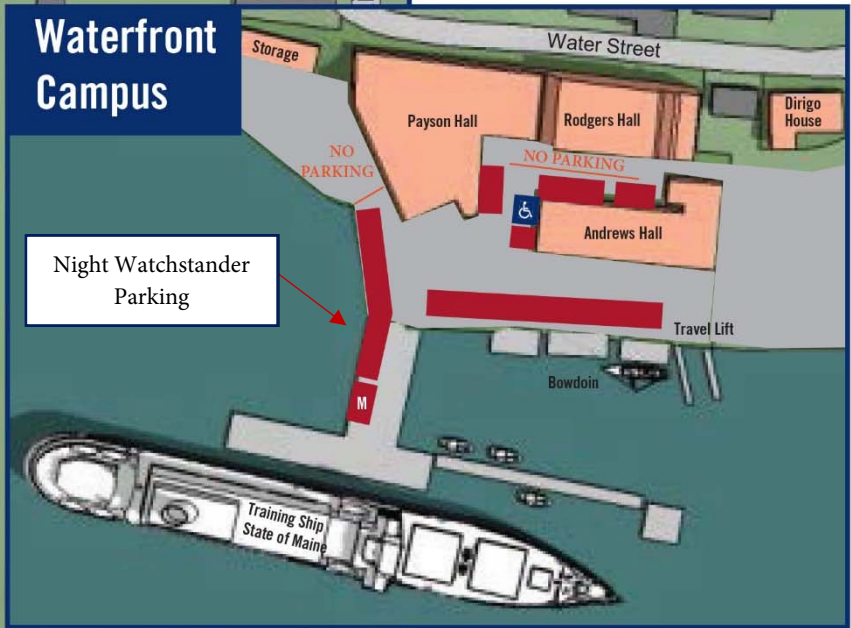 Waterfront
Campus
Storage
Water Street
Payson Hall
Rodgers Hall
Dirigo
House
NO
PARKING
NO PARKING
Andrews Hall
Night Watchstander
Parking
Travel Lift
Bowdoin
M
Training Ship
State of Maine